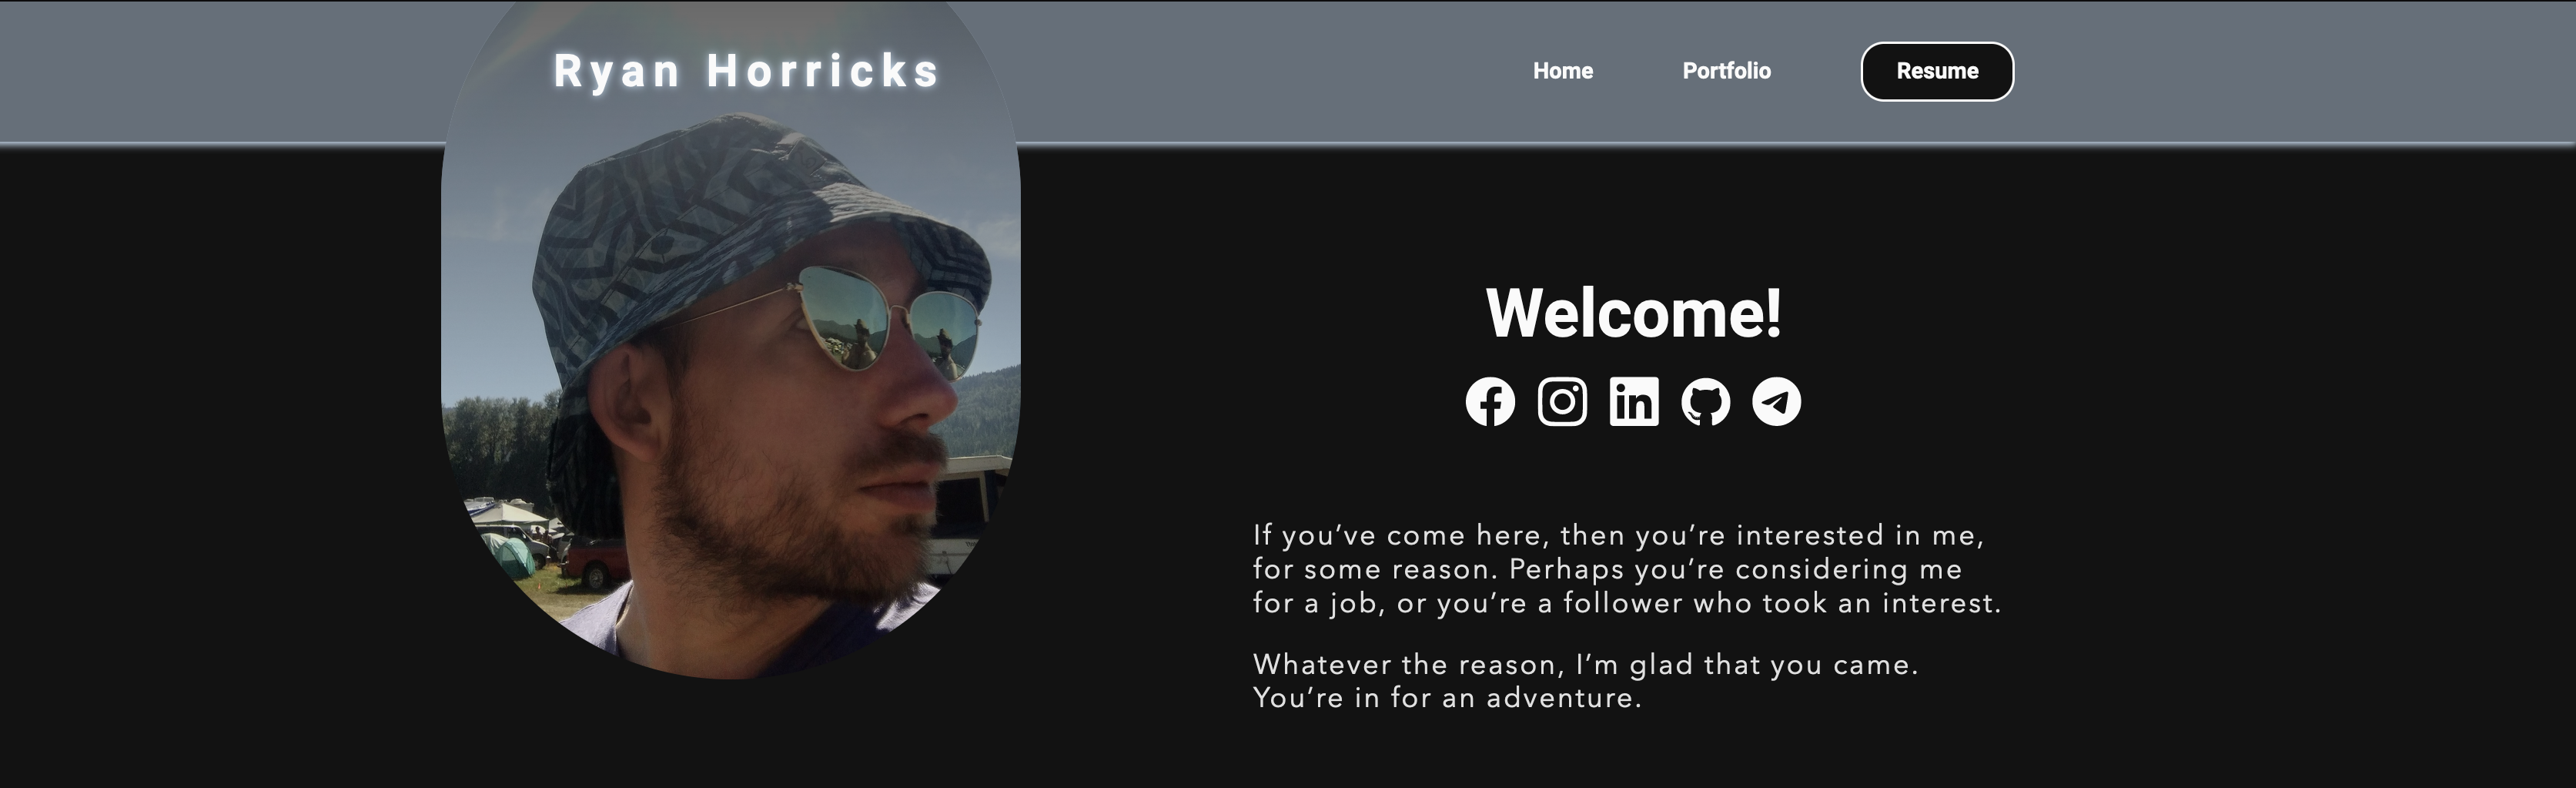 Ryan Horricks
Home
Portfolio
Resume
Welcome!
If you’ve come here, then you’re interested in me,
for some reason. Perhaps you’re considering me
for a job, or you’re a follower who took an interest.
Whatever the reason, I’m glad that you came.
You’re in for an adventure.